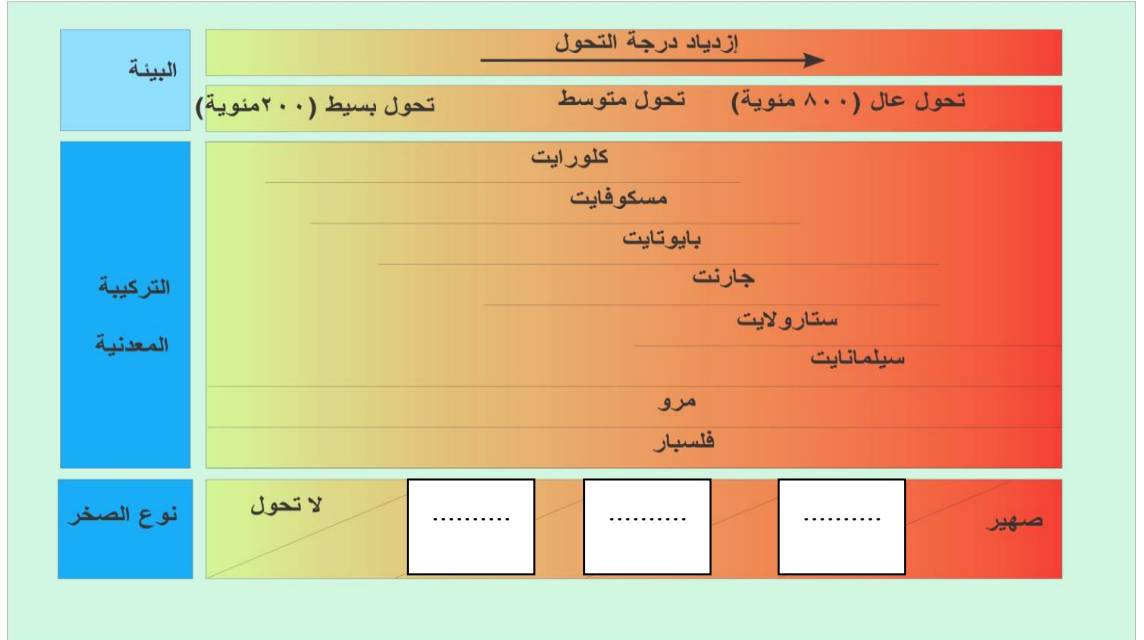 البيئة
إزدياد درجة التحول
تحول بسيط (٢٠٠مئوية)
تحول متوسط
تحول عال (٨٠٠ مئوية)
التركيبة
المعدنية
كلورايت
مسكوفايت
بايوتايت
جارنت
ستارولايت
سيلمانايت
مرو
فلسبار
نوع الصخر
لا تحول
..........
..........
..........
صهير